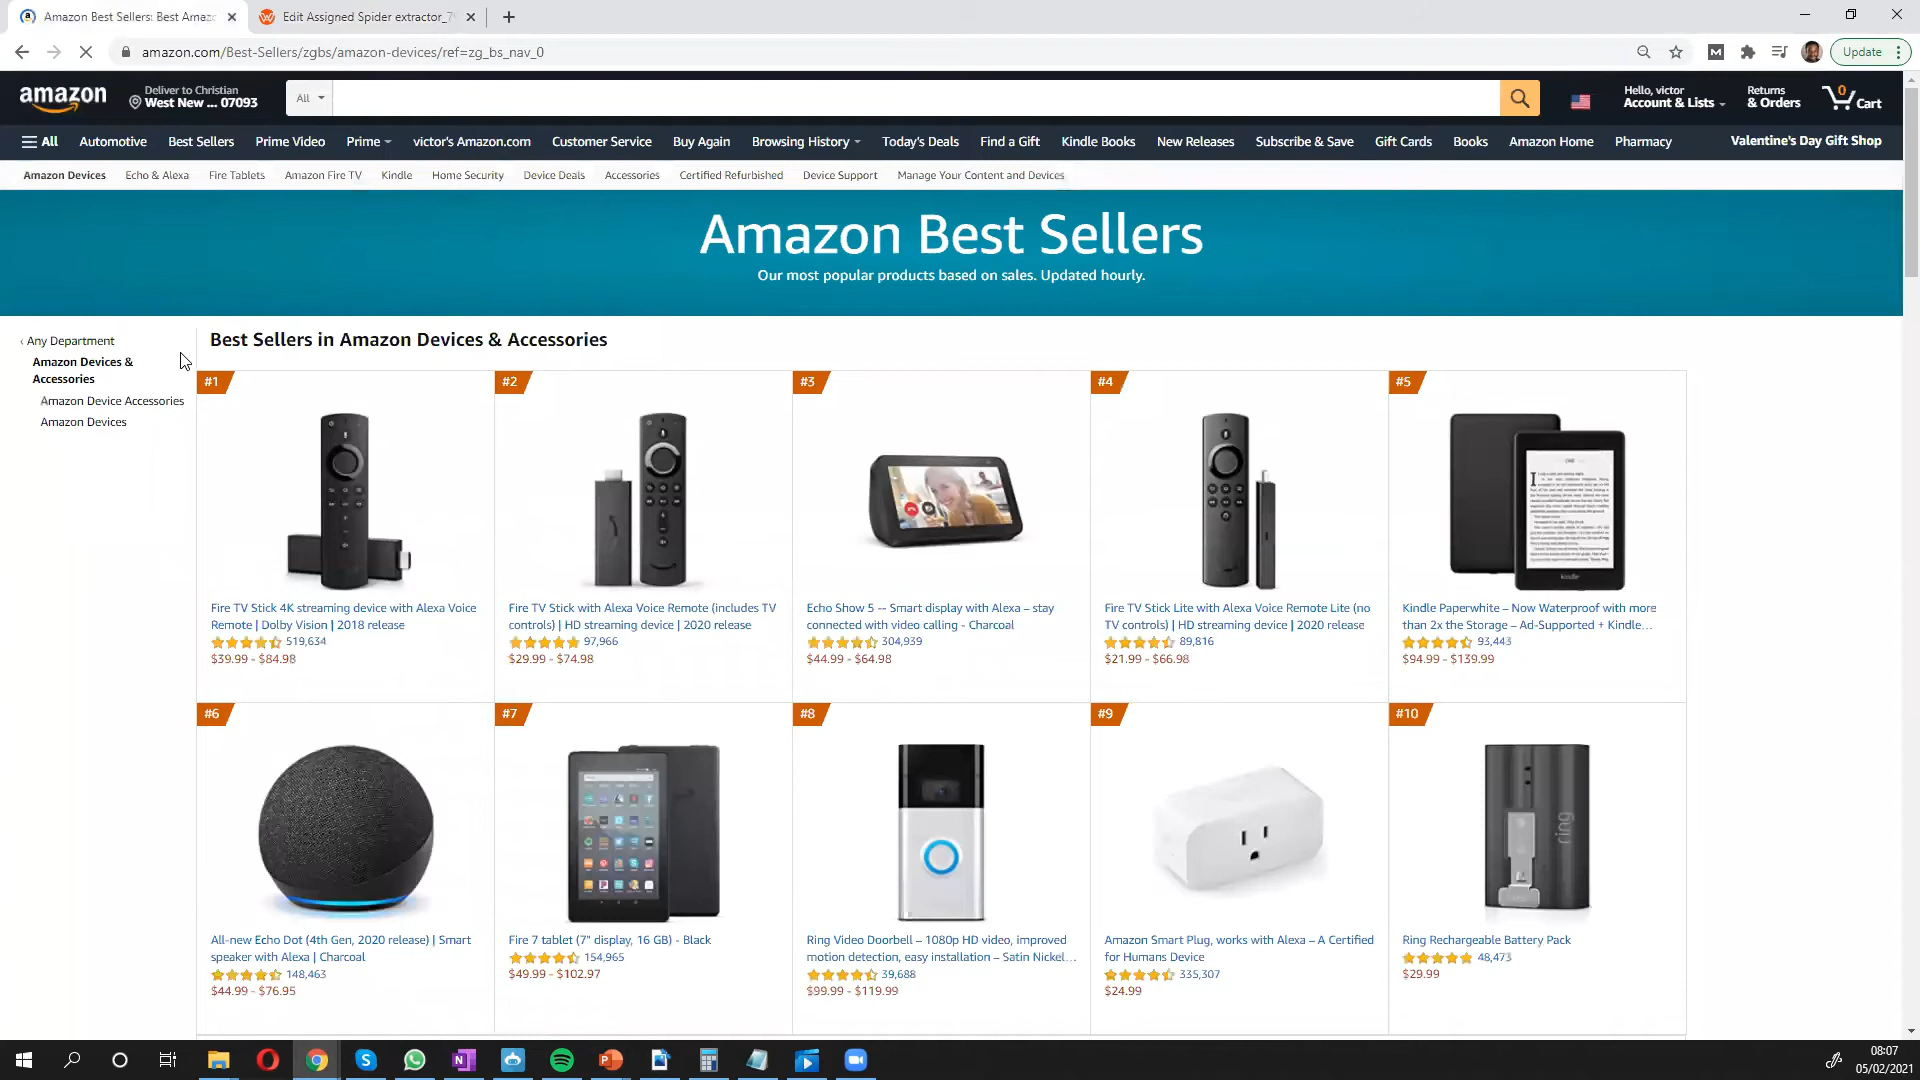 Amazon Best Sellers: Best Amazo
Edit Assigned Spider extractor_7
amazon.com/Best-Sellers/zgbs/amazon-devices/ref=zg_bs_nav_0
Update
amazon
Deliver to Christian
West New ... 07093
All
Hello, victor
Account & Lists
Returns
& Orders
0
Cart
All Automotive Best Sellers Prime Video Prime victor's Amazon.com Customer Service Buy Again Browsing History Today's Deals Find a Gift Kindle Books New Releases Subscribe & Save Gift Cards Books Amazon Home Pharmacy Valentine's Day Gift Shop
Amazon Devices Echo & Alexa Fire Tablets Amazon Fire TV Kindle Home Security Device Deals Accessories Certified Refurbished Device Support Manage Your Content and Devices
Amazon Best Sellers
Our most popular products based on sales. Updated hourly.
‹ Any Department
Amazon Devices &
Accessories
Amazon Device Accessories
Amazon Devices
Best Sellers in Amazon Devices & Accessories
#1
Fire TV Stick 4K streaming device with Alexa Voice
Remote | Dolby Vision | 2018 release
519,634
$39.99 - $84.98
#2
Fire TV Stick with Alexa Voice Remote (includes TV
controls) | HD streaming device | 2020 release
97,966
$29.99 - $74.98
#3
Echo Show 5 -- Smart display with Alexa – stay
connected with video calling - Charcoal
304,939
$44.99 - $64.98
#4
Fire TV Stick Lite with Alexa Voice Remote Lite (no
TV controls) | HD streaming device | 2020 release
89,816
$21.99 - $66.98
#5
kindle
Kindle Paperwhite – Now Waterproof with more
than 2x the Storage – Ad-Supported + Kindle...
93,443
$94.99 - $139.99
#6
All-new Echo Dot (4th Gen, 2020 release) | Smart
speaker with Alexa | Charcoal
148,463
$44.99 - $76.95
#7
Fire 7 tablet (7" display, 16 GB) - Black
154,965
$49.99 - $102.97
#8
Ring Video Doorbell – 1080p HD video, improved
motion detection, easy installation – Satin Nickel...
39,688
$99.99 - $119.99
#9
Amazon Smart Plug, works with Alexa – A Certified
for Humans Device
335,307
$24.99
#10
ring
Ring Rechargeable Battery Pack
48,473
$29.99
08:07
05/02/2021